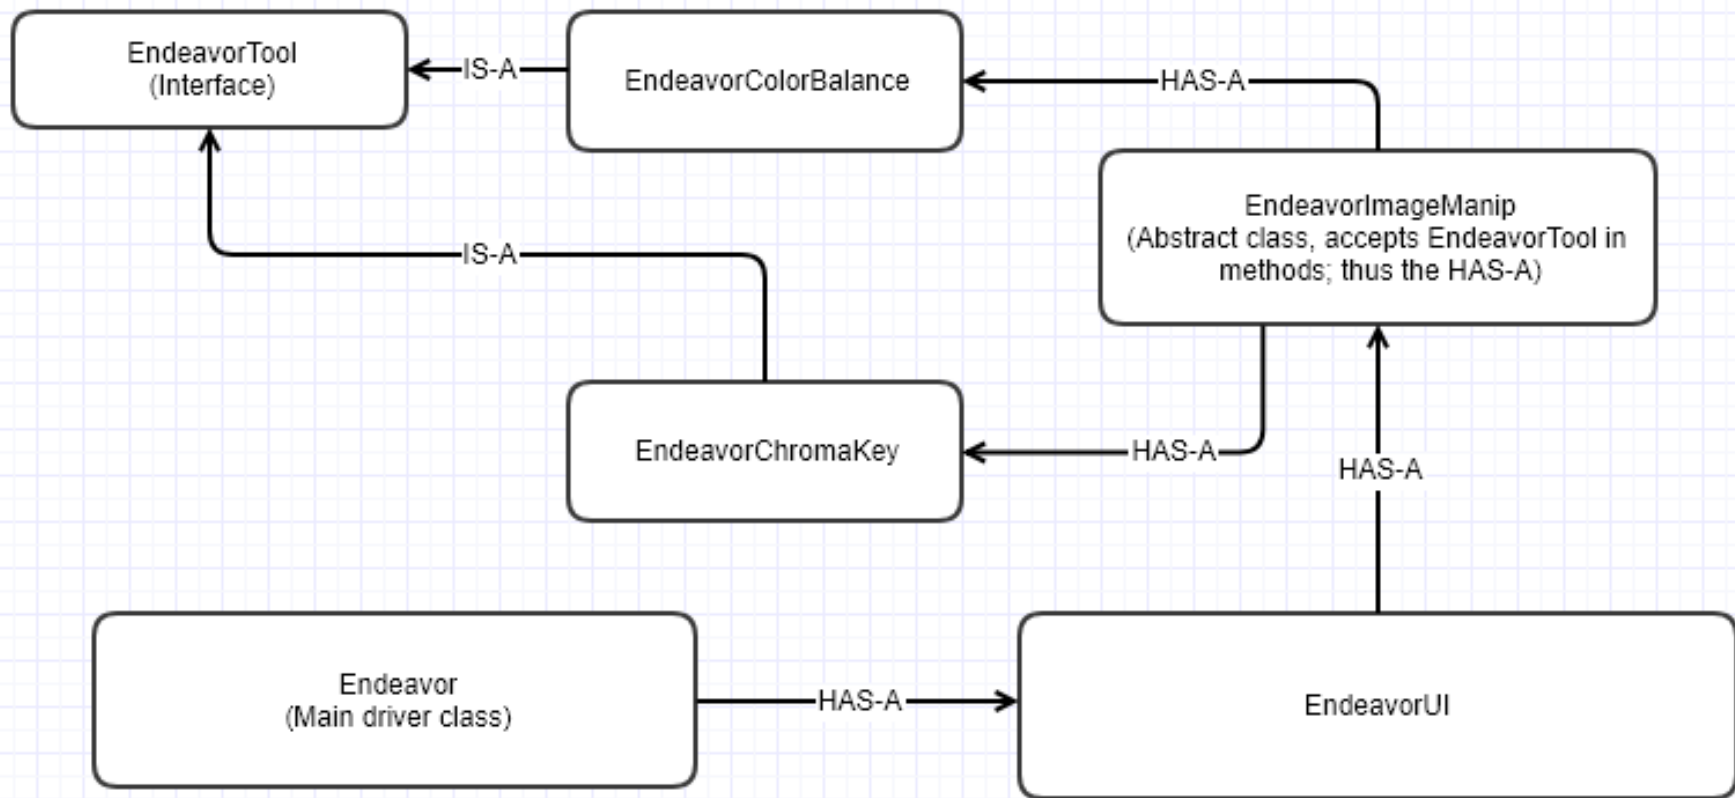 EndeavorTool
(Interface)
IS-A
EndeavorColorBalance
HAS-A
EndeavorImageManip
(Abstract class, accepts EndeavorTool in
methods; thus the HAS-A)
IS-A
EndeavorChromaKey
HAS-A
HAS-A
Endeavor
(Main driver class)
HAS-A
EndeavorUI